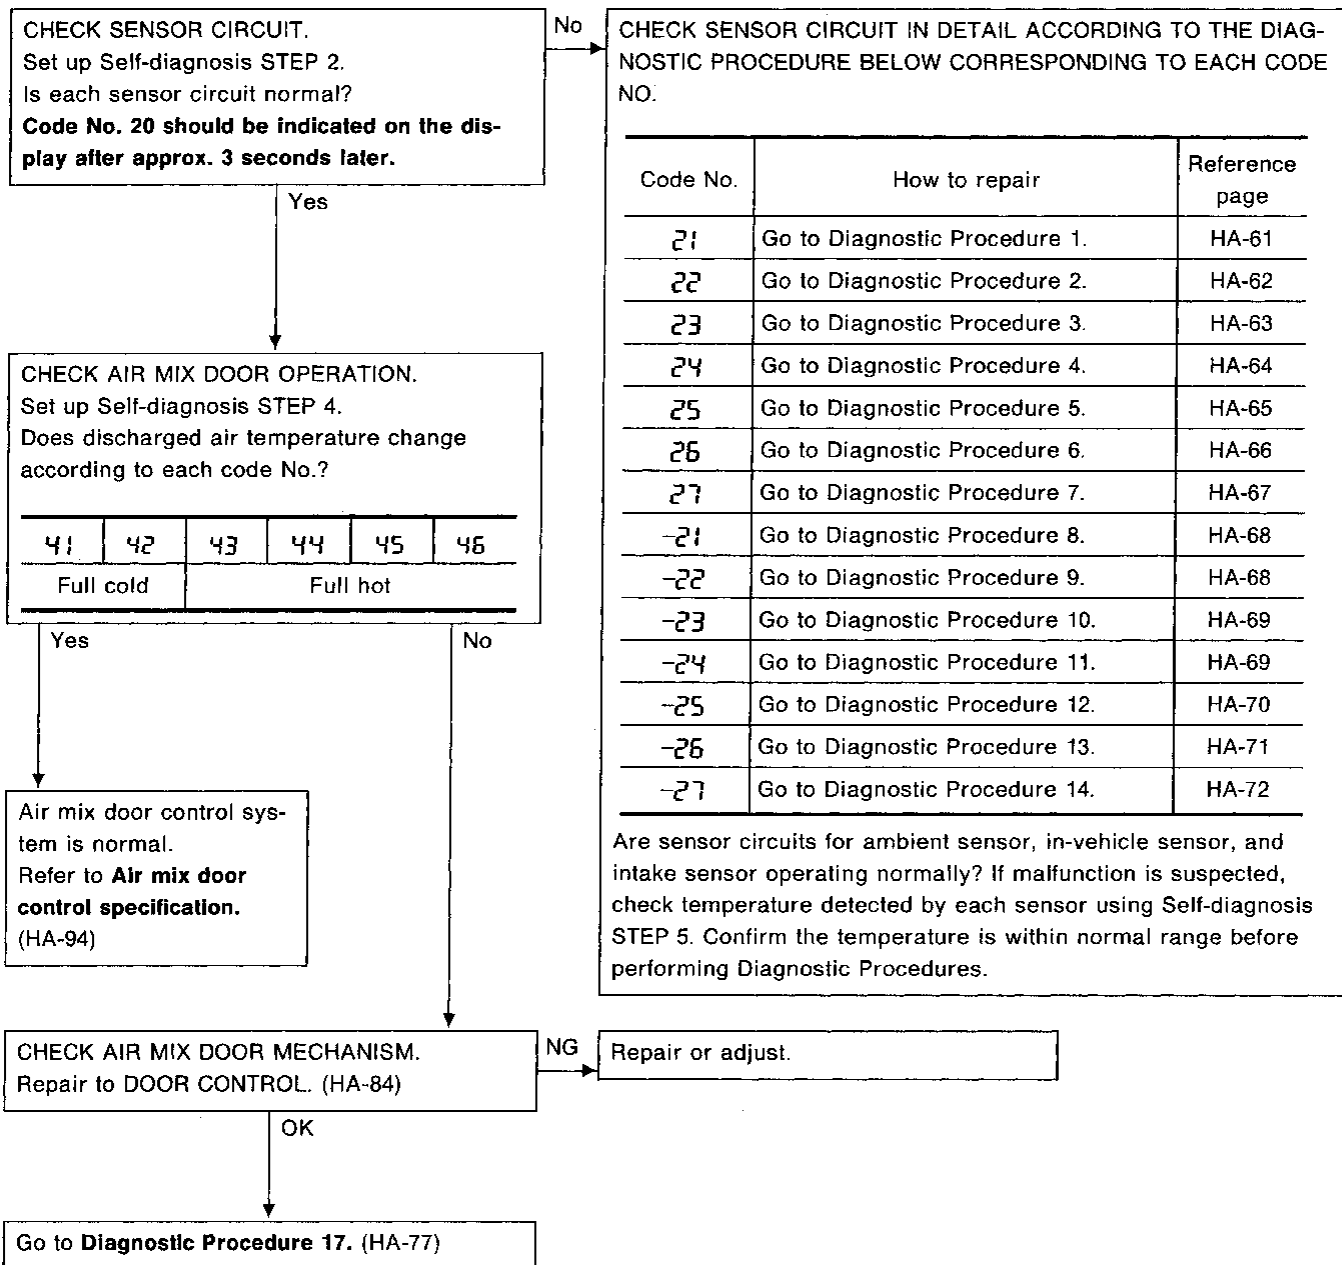 CHECK SENSOR CIRCUIT.
Set up Self-diagnosis STEP 2.
Is each sensor circuit normal?
Code No. 20 should be indicated on the dis-
play after approx. 3 seconds later.
No
CHECK SENSOR CIRCUIT IN DETAIL ACCORDING TO THE DIAG-
NOSTIC PROCEDURE BELOW CORRESPONDING TO EACH CODE
NO.
Code No. How to repair Reference page
21 Go to Diagnostic Procedure 1. HA-61
22 Go to Diagnostic Procedure 2. HA-62
23 Go to Diagnostic Procedure 3. HA-63
24 Go to Diagnostic Procedure 4. HA-64
25 Go to Diagnostic Procedure 5. HA-65
26 Go to Diagnostic Procedure 6. HA-66
27 Go to Diagnostic Procedure 7. HA-67
-21 Go to Diagnostic Procedure 8. HA-68
-22 Go to Diagnostic Procedure 9. HA-68
-23 Go to Diagnostic Procedure 10. HA-69
-24 Go to Diagnostic Procedure 11. HA-69
-25 Go to Diagnostic Procedure 12. HA-70
-26 Go to Diagnostic Procedure 13. HA-71
-27 Go to Diagnostic Procedure 14. HA-72
Are sensor circuits for ambient sensor, in-vehicle sensor, and
intake sensor operating normally? If malfunction is suspected,
check temperature detected by each sensor using Self-diagnosis
STEP 5. Confirm the temperature is within normal range before
performing Diagnostic Procedures.
Yes
CHECK AIR MIX DOOR OPERATION.
Set up Self-diagnosis STEP 4.
Does discharged air temperature change
according to each code No.?
41 42 43 44 45 46
Full cold Full hot
Yes
No
Air mix door control sys-
tem is normal.
Refer to Air mix door
control specification.
(HA-94)
CHECK AIR MIX DOOR MECHANISM.
Repair to DOOR CONTROL. (HA-84)
NG
Repair or adjust.
OK
Go to Diagnostic Procedure 17. (HA-77)